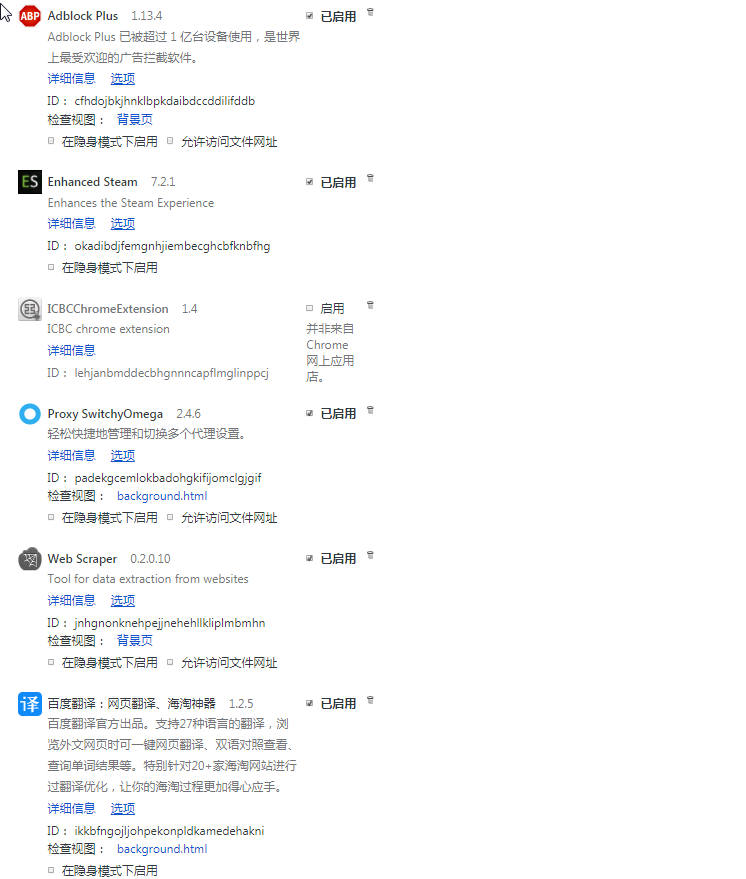 ABP Adblock Plus 1.13.4 已启用
Adblock Plus 已被超过 1 亿台设备使用，是世界
上最受欢迎的广告拦截软件。
详细信息 选项
ID： cfhdojbkjhnklbpkdaibdccddilifddb
检查视图： 背景页
在隐身模式下启用 允许访问文件网址
ES Enhanced Steam 7.2.1 已启用
Enhances the Steam Experience
详细信息 选项
ID： okadibdjfemgnhjiembecghcbfknbfhg
在隐身模式下启用
ICBCChromeExtension 1.4 启用
ICBC chrome extension
详细信息
ID： lehjanbmddecbhgnnncapflmglinppcj
并非来自
Chrome
网上应用
店。
Proxy SwitchyOmega 2.4.6 已启用
轻松快捷地管理和切换多个代理设置。
详细信息 选项
ID： padekgcemlokbadohgkifijomclgjgif
检查视图： background.html
在隐身模式下启用 允许访问文件网址
Web Scraper 0.2.0.10 已启用
Tool for data extraction from websites
详细信息 选项
ID： jnhgnonknehpejjnehehllkliplmbmhn
检查视图： 背景页
在隐身模式下启用 允许访问文件网址
译 百度翻译：网页翻译、海淘神器 1.2.5 已启用
百度翻译官方出品。支持27种语言的翻译，浏
览外文网页时可一键网页翻译、双语对照查看、
查询单词结果等。特别针对20+家海淘网站进行
过翻译优化，让你的海淘过程更加得心应手。
详细信息 选项
ID： ikkbfngojljohpekonpldkamedehakni
检查视图： background.html
在隐身模式下启用